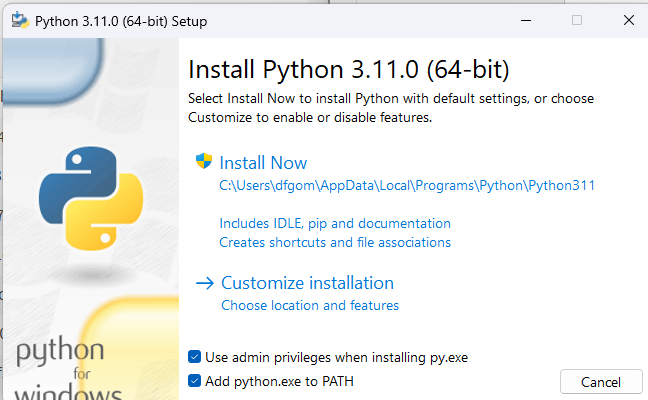 Python 3.11.0 (64-bit) Setup
Install Python 3.11.0 (64-bit)
Select Install Now to install Python with default settings, or choose
Customize to enable or disable features.
Install Now
C:\Users\dfgom\AppData\Local\Programs\Python\Python311
Includes IDLE, pip and documentation
Creates shortcuts and file associations
Customize installation
Choose location and features
Use admin privileges when installing py.exe
Add python.exe to PATH
Cancel
python
for
windows